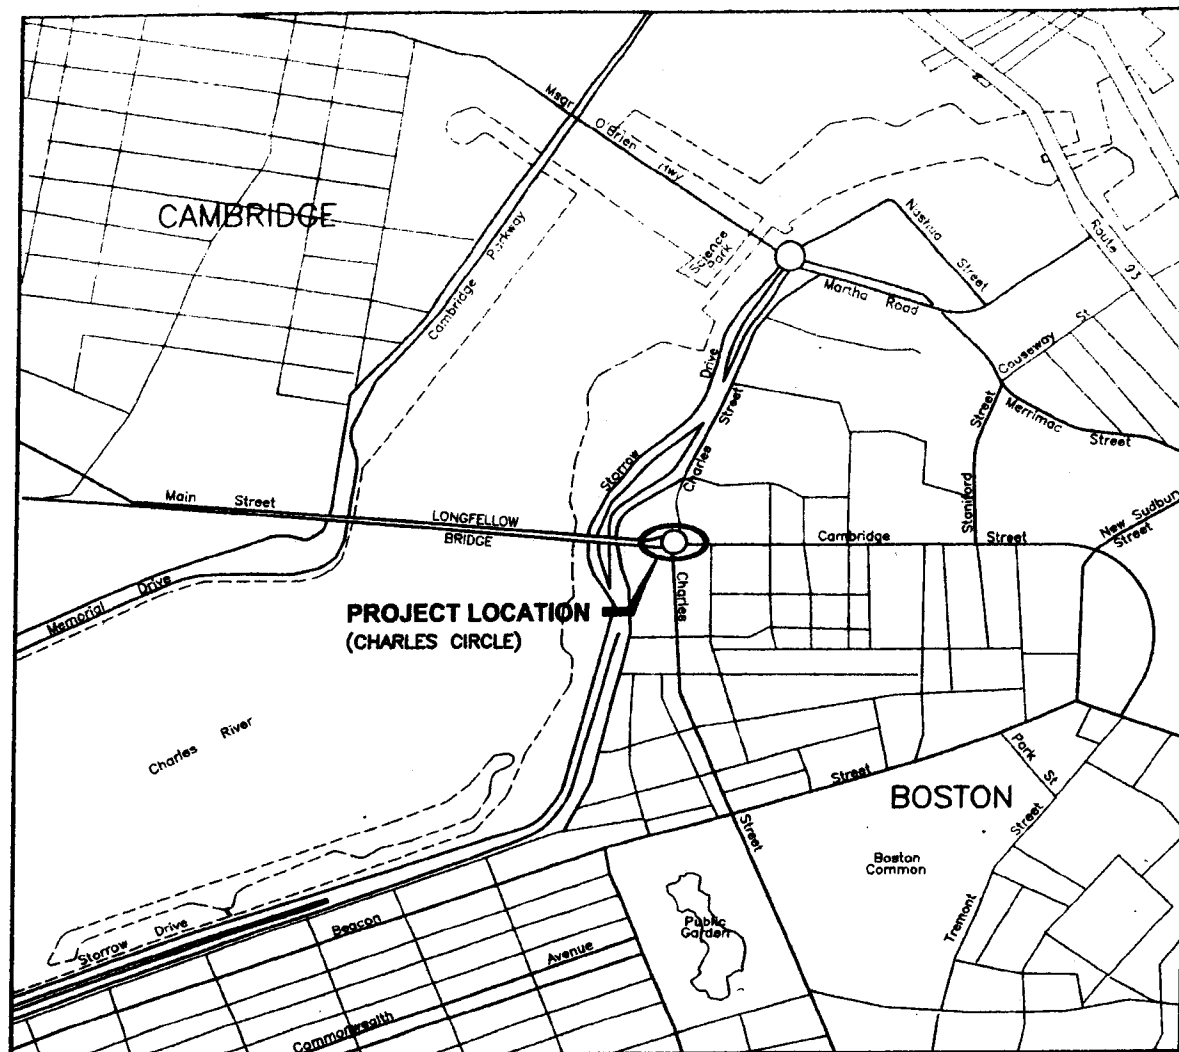 Msgr O'Brien Hwy
CAMBRIDGE
Cambridge Parkway
Science
Park
Nashua Street
Route 93
Martha Road
Causeway St
Storrow Drive
Charles Street
Merrimac Street
Staniford Street
Main Street
LONGFELLOW
BRIDGE
Cambridge Street
New Sudbury
Street
Memorial Drive
Charles
PROJECT LOCATION
(CHARLES CIRCLE)
Charles River
Park St
Street
BOSTON
Street
Boston
Common
Tremont Street
Public
Garden
Storrow Drive
Beacon
Avenue
Commonwealth